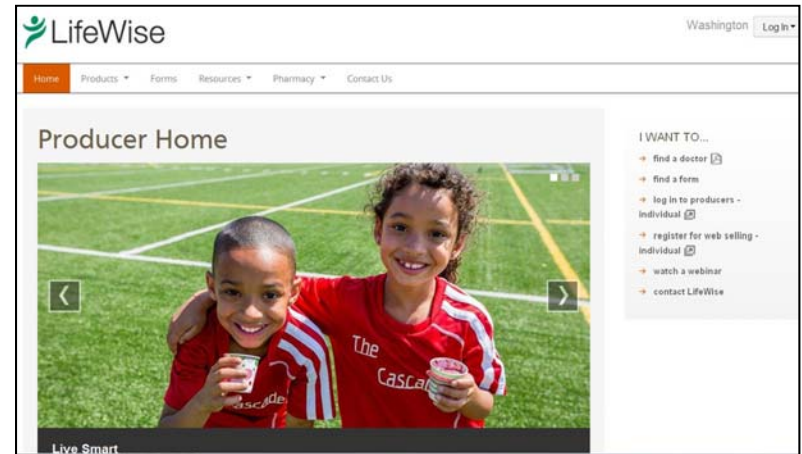 LifeWise
Washington Log In
Home Products Forms Resources Pharmacy Contact Us
Producer Home
The
Cascade
Live Smart
I WANT TO...
find a doctor
find a form
log in to producers -
individual
register for web selling -
individual
watch a webinar
contact LifeWise